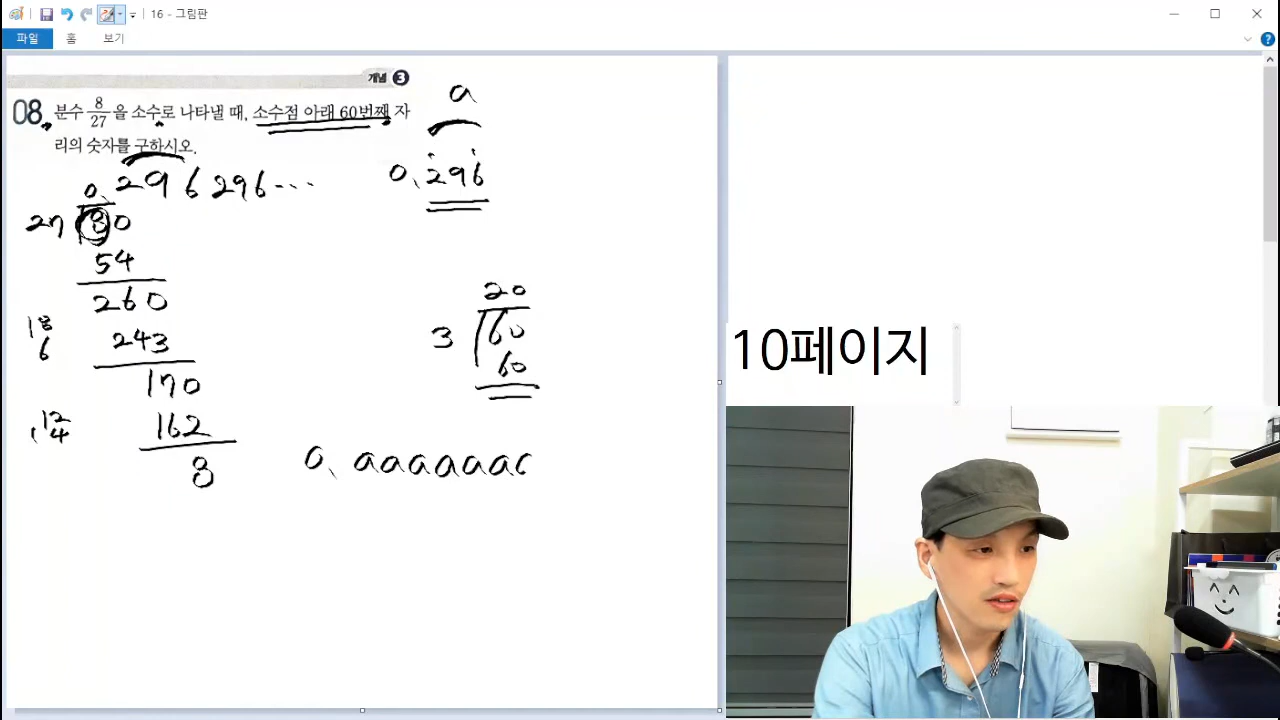 16 - 그림판
파일 홈 보기
개념 3
08 분수 8/27을 소수로 나타낼 때, 소수점 아래 60번째 자
리의 숫자를 구하시오.
a
0.296
0.296296···
27 80
54
260
18
6
243
170
12
14
162
8
20
3 60
60
0. aaaaaaa
10페이지